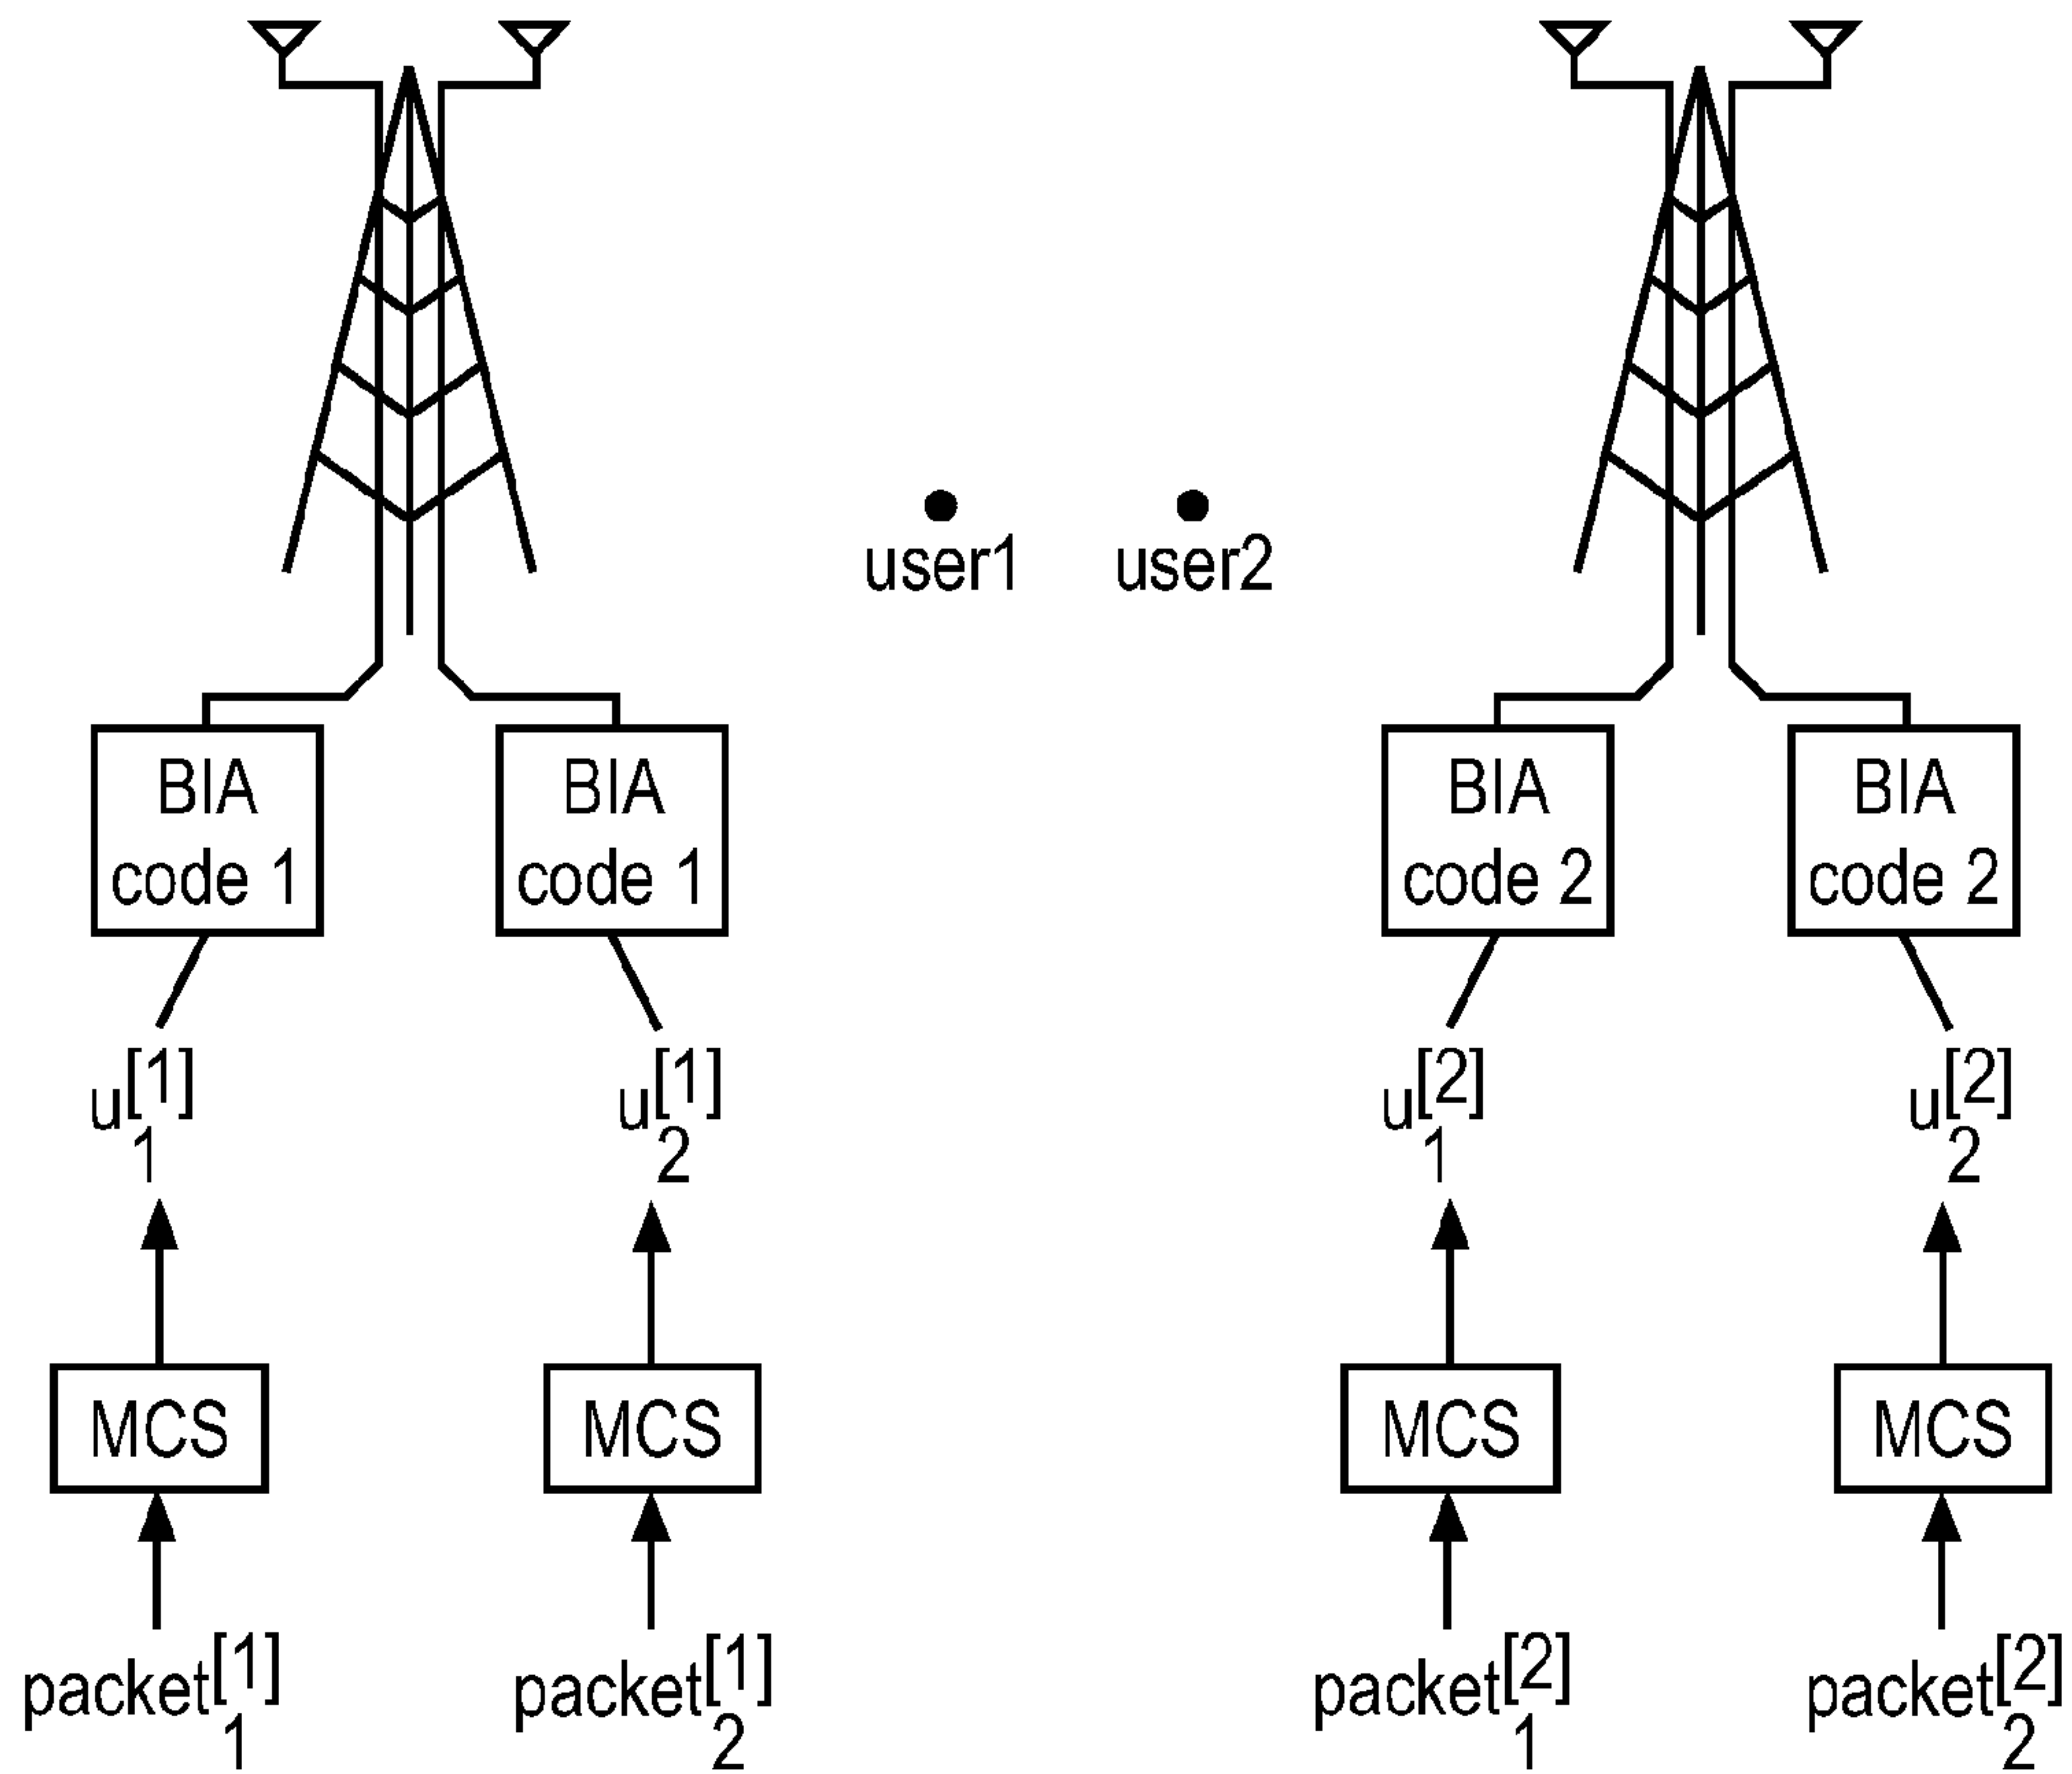 user1 user2
BIA BIA BIA BIA
code 1 code 1 code 2 code 2
u[1] u[1] u[2] u[2]
1 2 1 2
MCS MCS MCS MCS
packet[1] packet[1] packet[2] packet[2]
1 2 1 2